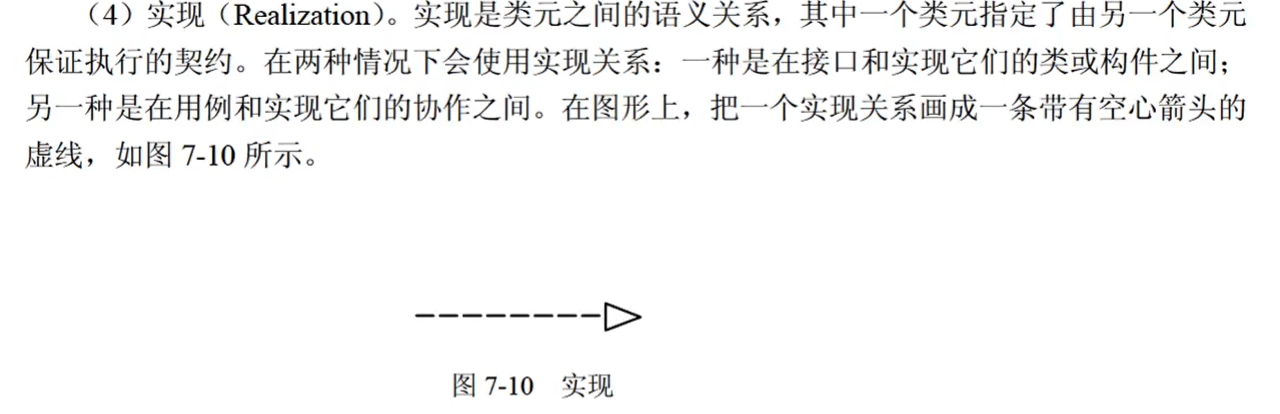 （4）实现（Realization）。实现是类元之间的语义关系，其中一个类元指定了由另一个类元
保证执行的契约。在两种情况下会使用实现关系：一种是在接口和实现它们的类或构件之间；
另一种是在用例和实现它们的协作之间。在图形上，把一个实现关系画成一条带有空心箭头的
虚线，如图 7-10 所示。
图 7-10 实现